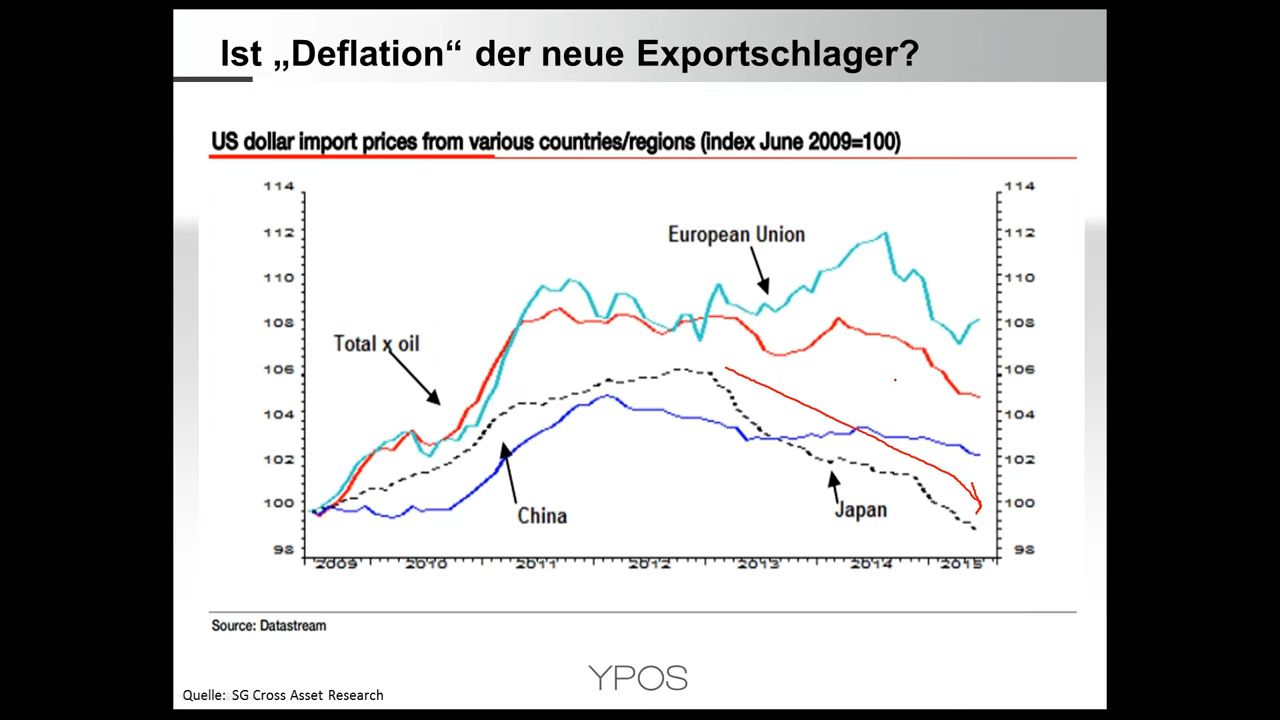 Ist „Deflation“ der neue Exportschlager?
US dollar import prices from various countries/regions (index June 2009=100)
114
112
110
108
106
104
102
100
98
114
112
110
108
106
104
102
100
98
European Union
Total x oil
China
Japan
2009 2010 2011 2012 2013 2014 2015
Source: Datastream
YPOS
Quelle: SG Cross Asset Research